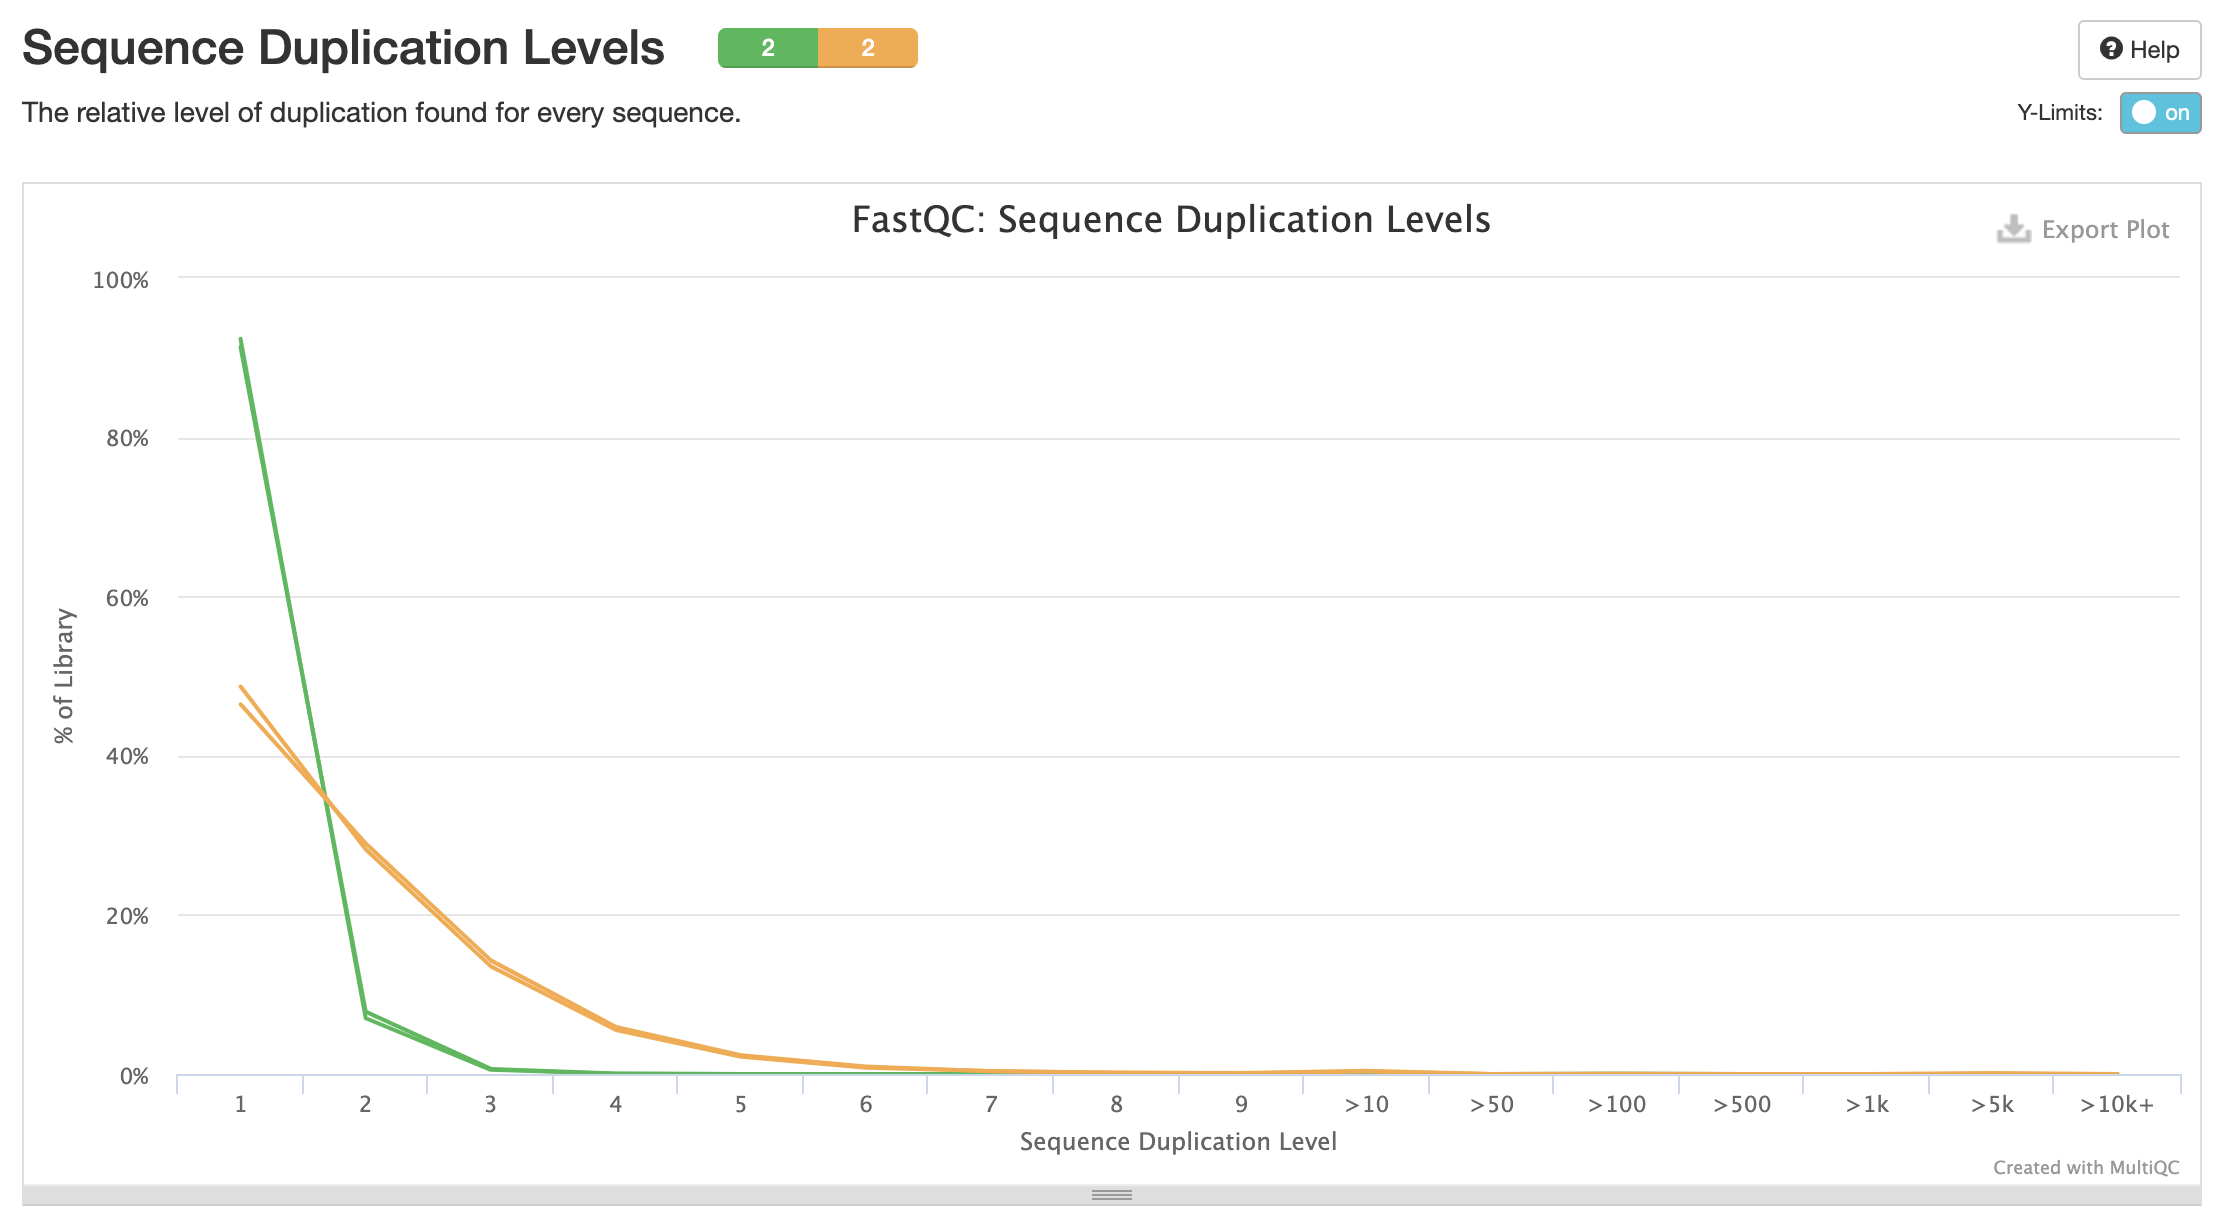 Sequence Duplication Levels
2 2
Help
The relative level of duplication found for every sequence.
Y-Limits: on
FastQC: Sequence Duplication Levels
Export Plot
100%
80%
60%
40%
20%
0%
% of Library
1 2 3 4 5 6 7 8 9 >10 >50 >100 >500 >1k >5k >10k+
Sequence Duplication Level
Created with MultiQC